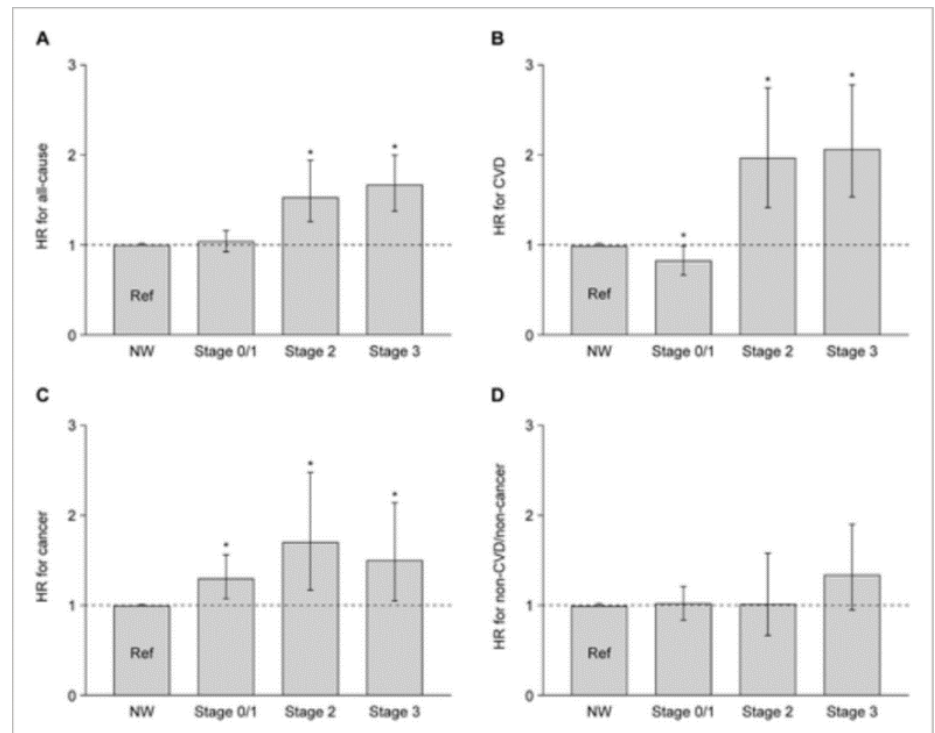 A
HR for all-cause
3
2
1
0
*
*
Ref
NW Stage 0/1 Stage 2 Stage 3
B
HR for CVD
3
2
1
0
*
*
*
Ref
NW Stage 0/1 Stage 2 Stage 3
C
HR for cancer
3
2
1
0
*
*
*
Ref
NW Stage 0/1 Stage 2 Stage 3
D
HR for non-CVD/non-cancer
3
2
1
0
Ref
NW Stage 0/1 Stage 2 Stage 3